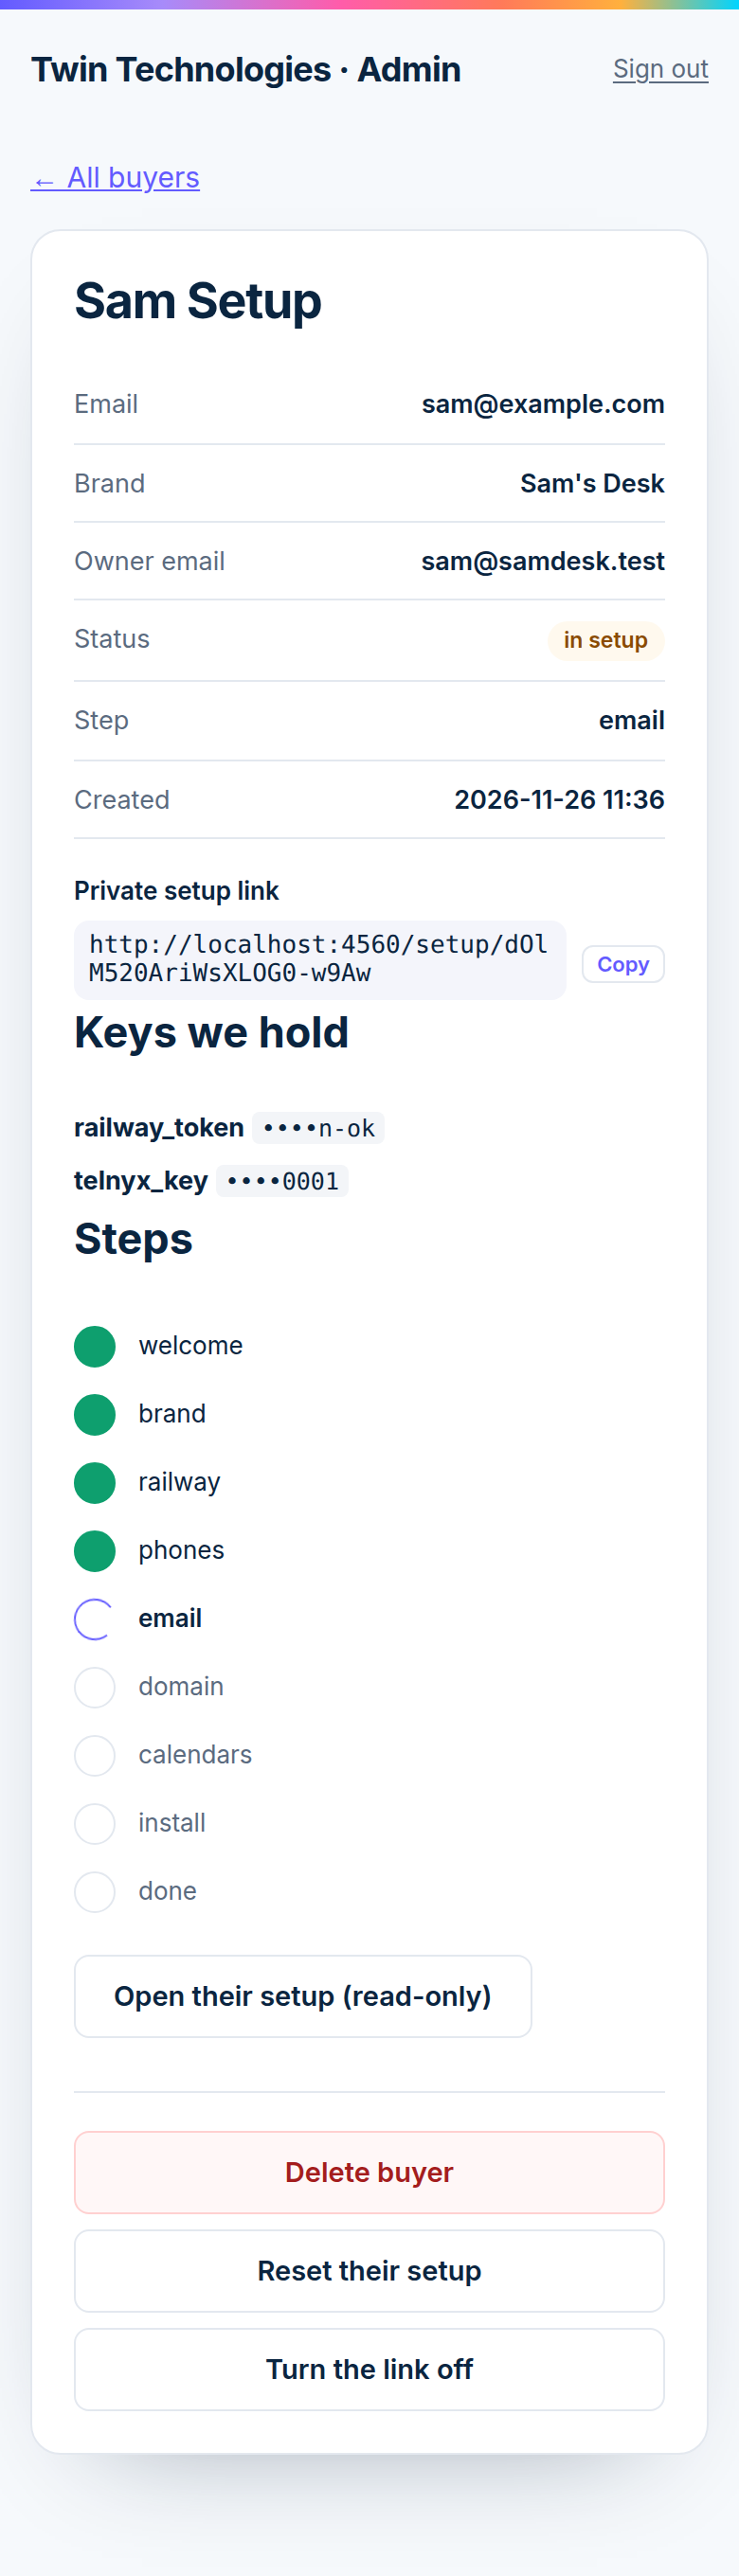 Twin Technologies · Admin
Sign out
← All buyers
Sam Setup
Email
sam@example.com
Brand
Sam's Desk
Owner email
sam@samdesk.test
Status
in setup
Step
email
Created
2026-11-26 11:36
Private setup link
http://localhost:4560/setup/dOl
M520AriWsXLOG0-w9Aw
Copy
Keys we hold
railway_token ••••n-ok
telnyx_key ••••0001
Steps
welcome
brand
railway
phones
email
domain
calendars
install
done
Open their setup (read-only)
Delete buyer
Reset their setup
Turn the link off